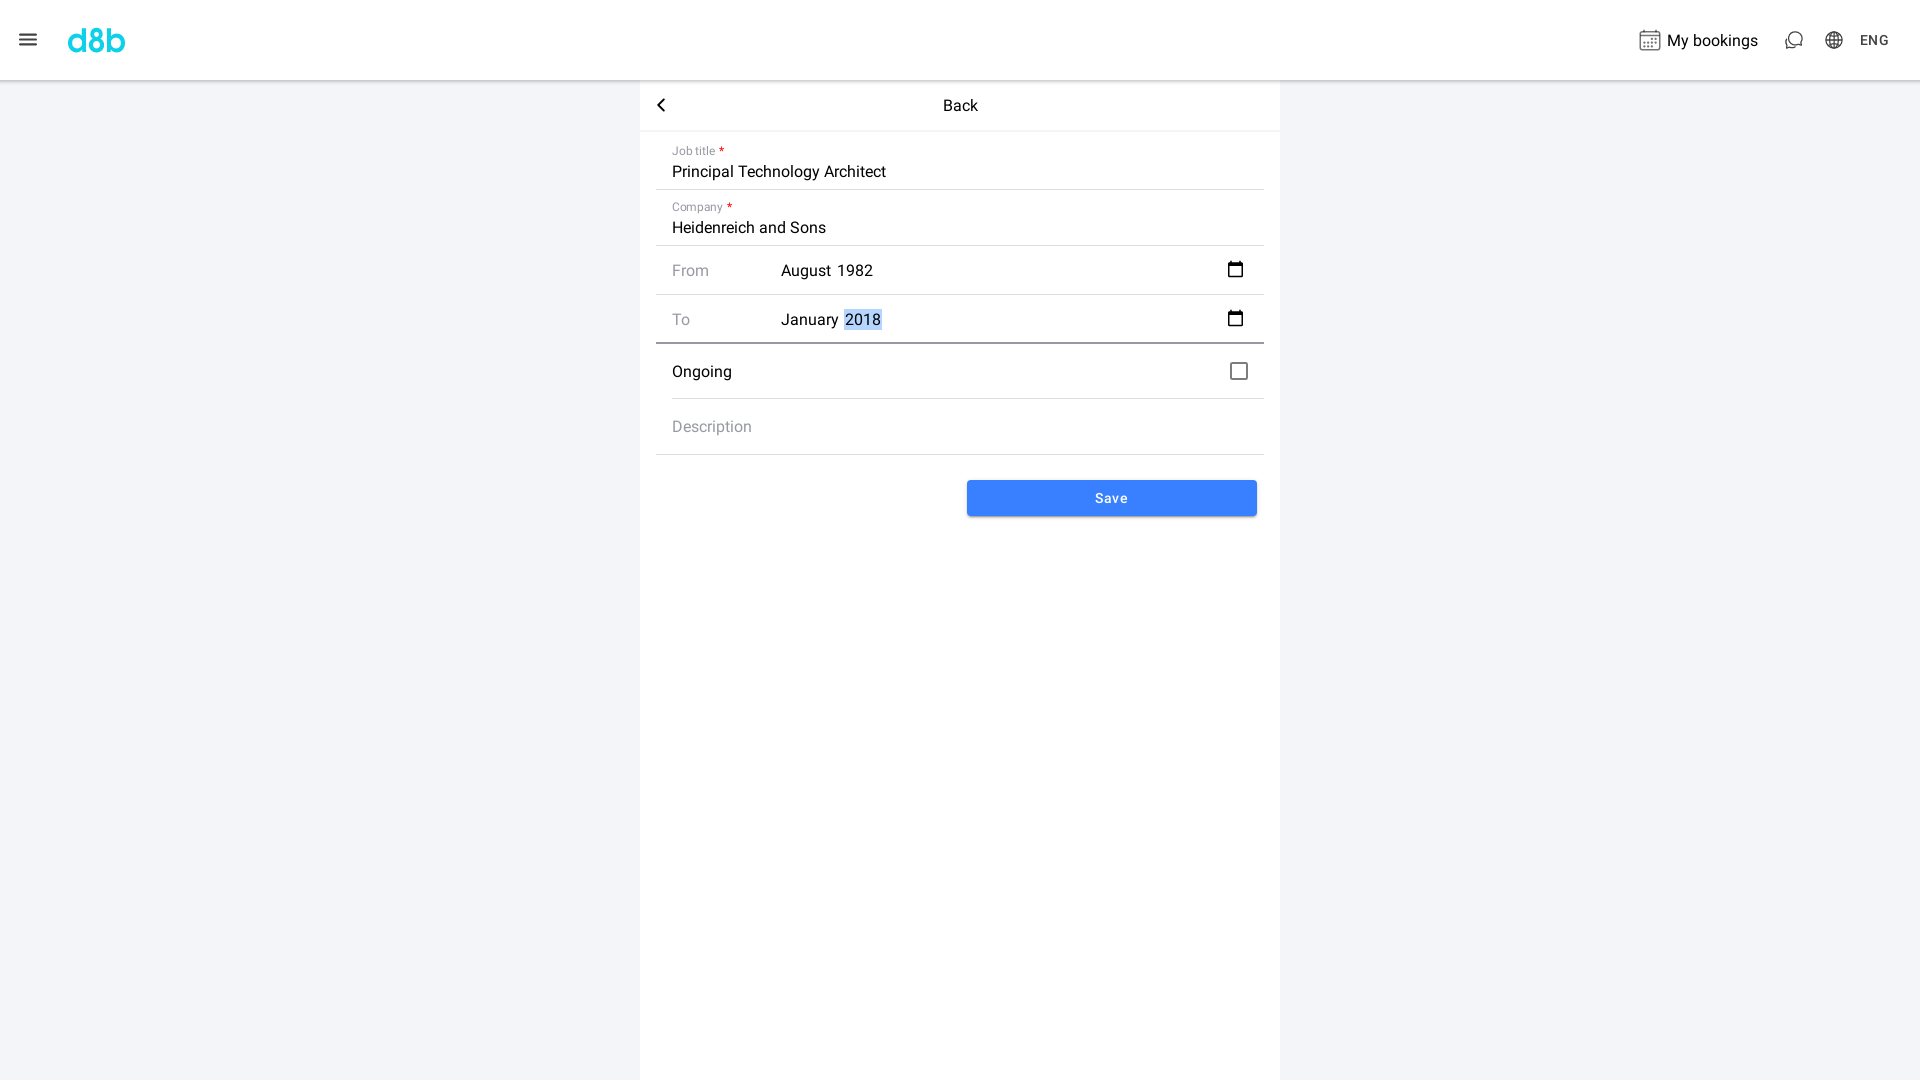 d8b
My bookings
ENG
Back
Job title *
Principal Technology Architect
Company *
Heidenreich and Sons
From August 1982
To January 2018
Ongoing
Description
Save